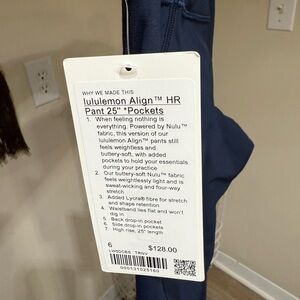 WHY WE MADE THIS
lululemon Align™ HR
Pant 25" *Pockets
1. When feeling nothing is
everything. Powered by Nulu™
fabric, this version of our
lululemon Align™ pants still
feels weightless and
buttery-soft, with added
pockets to hold your essentials
during your practice
2. Our buttery-soft Nulu™ fabric
feels weightlessly light and is
sweat-wicking and four-way
stretch
3. Added Lycra® fibre for stretch
and shape retention
4. Waistband lies flat and won't
dig in
5. Back drop-in pocket
6. Side drop-in pockets
7. High rise, 25" length
6 $128.00
TRNV